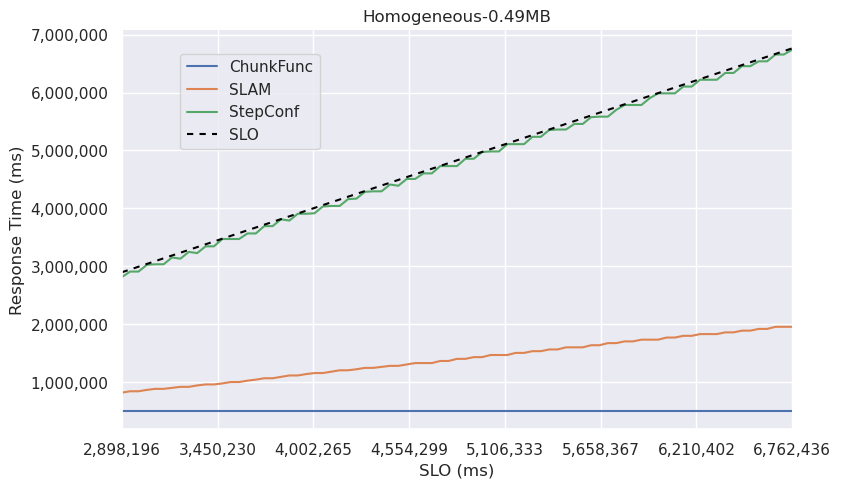 Homogeneous-0.49MB
7,000,000
6,000,000
5,000,000
4,000,000
3,000,000
2,000,000
1,000,000
Response Time (ms)
ChunkFunc
SLAM
StepConf
SLO
2,898,196 3,450,230 4,002,265 4,554,299 5,106,333 5,658,367 6,210,402 6,762,436
SLO (ms)